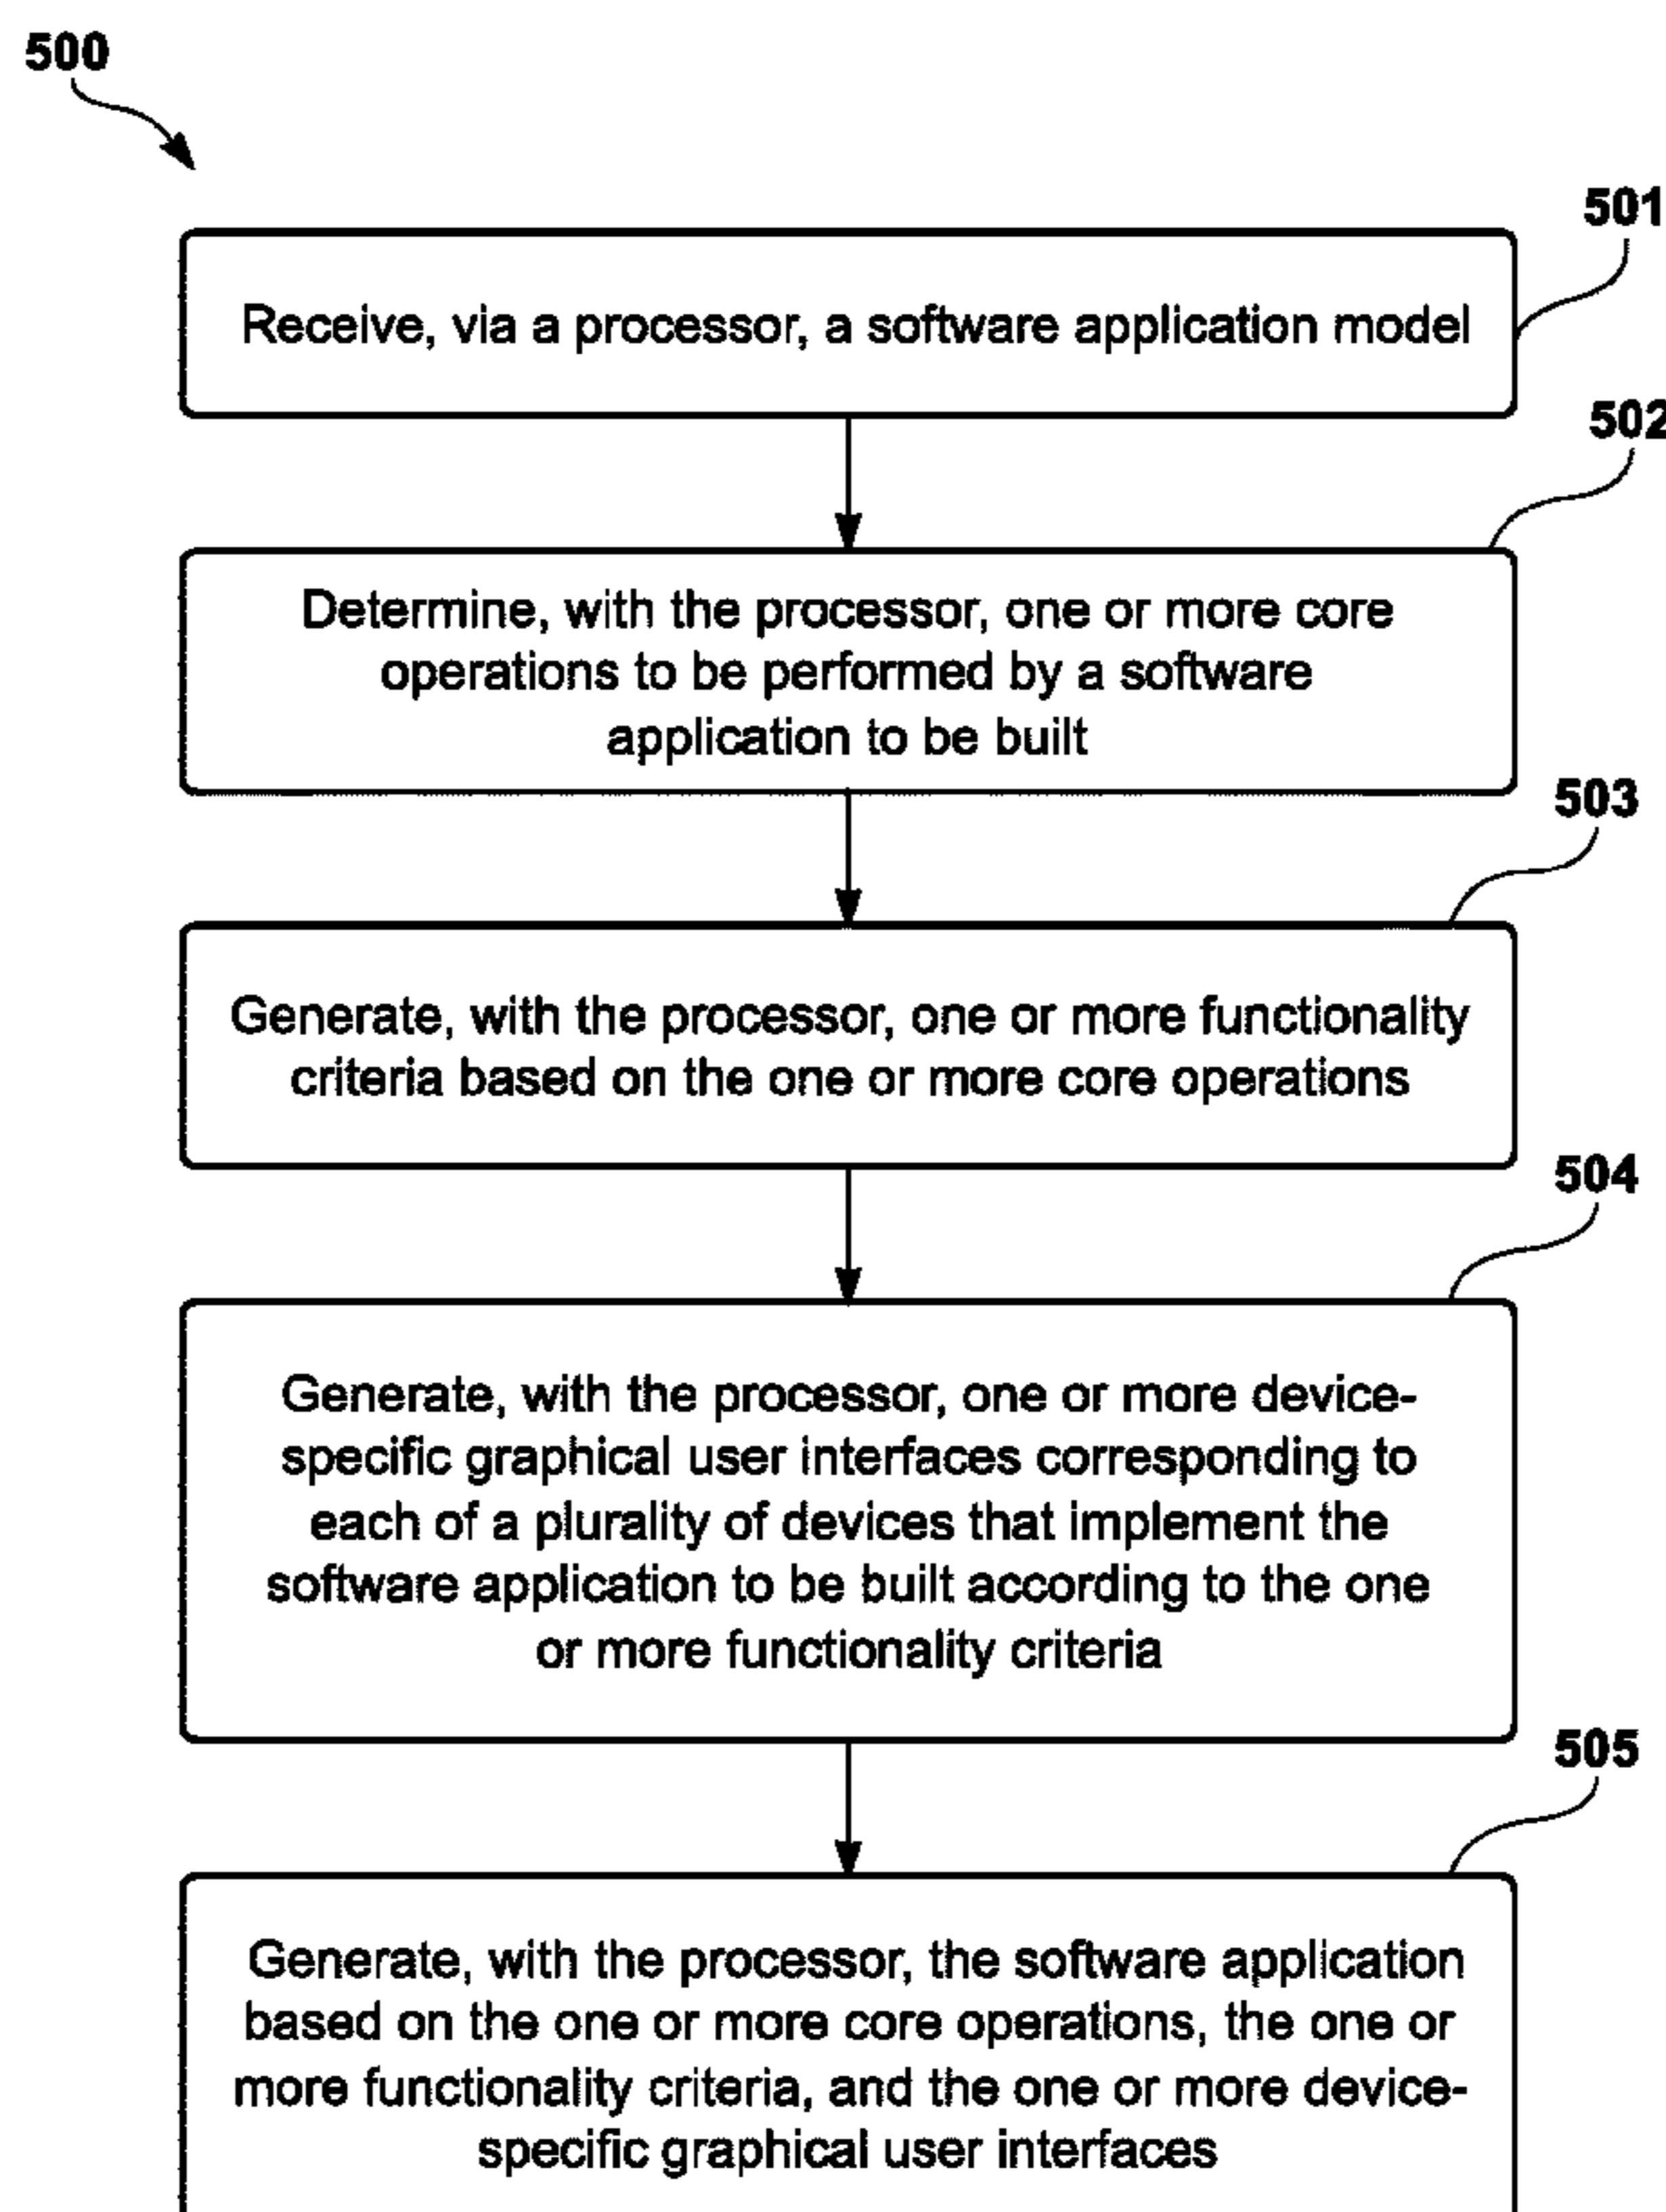 500
501
Receive, via a processor, a software application model
502
Determine, with the processor, one or more core
operations to be performed by a software
application to be built
503
Generate, with the processor, one or more functionality
criteria based on the one or more core operations
504
Generate, with the processor, one or more device-
specific graphical user interfaces corresponding to
each of a plurality of devices that implement the
software application to be built according to the one
or more functionality criteria
505
Generate, with the processor, the software application
based on the one or more core operations, the one or
more functionality criteria, and the one or more device-
specific graphical user interfaces